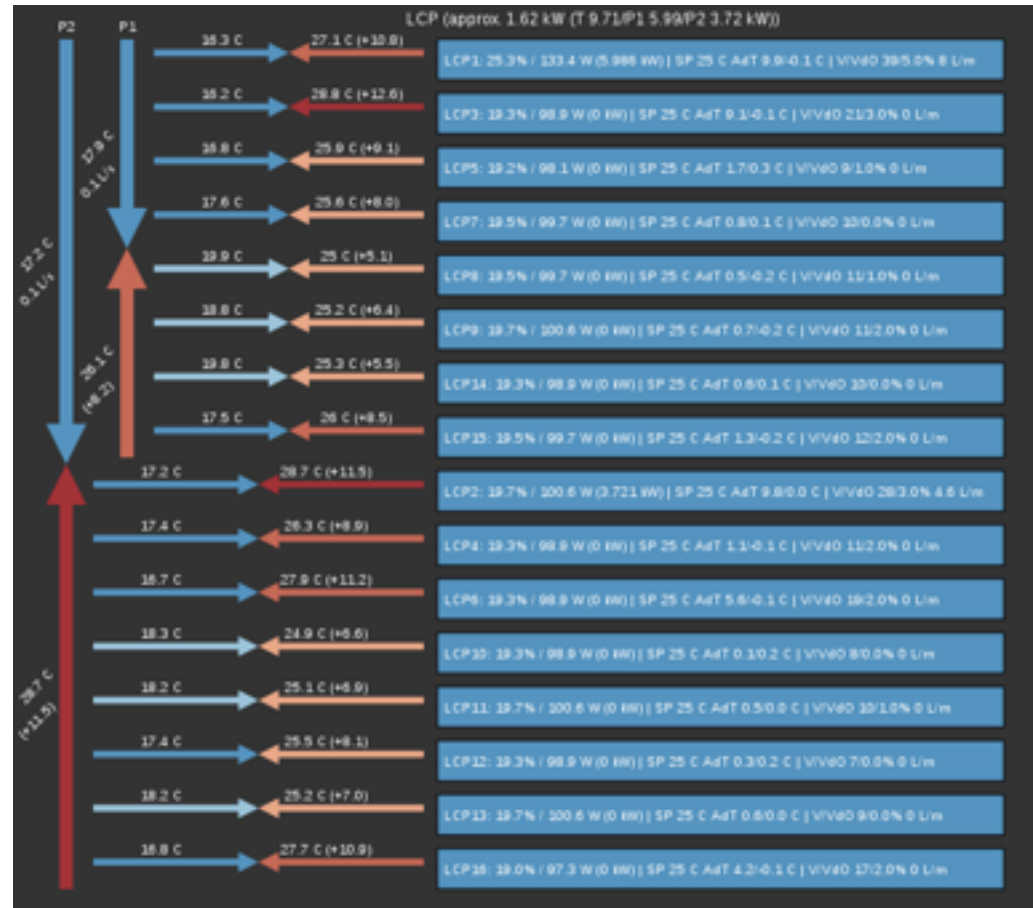 LCP (approx. 1.62 kW (T 9.71/P1 5.99/P2 3.72 kW))
P2 P1
16.3 C 27.1 C (+10.8) LCP1: 25.3% / 133.4 W (5.986 kW) | SP 25 C AdT 9.9/-0.1 C | V/VdO 39/5.0% 8 L/m
16.2 C 28.8 C (+12.6) LCP3: 19.3% / 98.9 W (0 kW) | SP 25 C AdT 9.1/-0.1 C | V/VdO 21/3.0% 0 L/m
16.8 C 25.9 C (+9.1) LCP5: 19.2% / 98.1 W (0 kW) | SP 25 C AdT 1.7/0.3 C | V/VdO 9/1.0% 0 L/m
17.9 C
0.1 L/s
17.6 C 25.6 C (+8.0) LCP7: 19.5% / 99.7 W (0 kW) | SP 25 C AdT 0.8/0.1 C | V/VdO 10/0.0% 0 L/m
17.2 C
0.1 L/s
19.9 C 25 C (+5.1) LCP8: 19.5% / 99.7 W (0 kW) | SP 25 C AdT 0.5/-0.2 C | V/VdO 11/1.0% 0 L/m
18.8 C 25.2 C (+6.4) LCP9: 19.7% / 100.6 W (0 kW) | SP 25 C AdT 0.7/-0.2 C | V/VdO 11/2.0% 0 L/m
26.1 C
(+8.2)
19.8 C 25.3 C (+5.5) LCP14: 19.3% / 98.9 W (0 kW) | SP 25 C AdT 0.6/0.1 C | V/VdO 10/0.0% 0 L/m
17.5 C 26 C (+8.5) LCP15: 19.5% / 99.7 W (0 kW) | SP 25 C AdT 1.3/-0.2 C | V/VdO 12/2.0% 0 L/m
17.2 C 28.7 C (+11.5) LCP2: 19.7% / 100.6 W (3.721 kW) | SP 25 C AdT 9.8/0.0 C | V/VdO 28/3.0% 4.6 L/m
17.4 C 26.3 C (+8.9) LCP4: 19.3% / 98.9 W (0 kW) | SP 25 C AdT 1.1/-0.1 C | V/VdO 11/2.0% 0 L/m
16.7 C 27.9 C (+11.2) LCP6: 19.3% / 98.9 W (0 kW) | SP 25 C AdT 5.6/-0.1 C | V/VdO 19/2.0% 0 L/m
18.3 C 24.9 C (+6.6) LCP10: 19.3% / 98.9 W (0 kW) | SP 25 C AdT 0.1/0.2 C | V/VdO 8/0.0% 0 L/m
28.7 C
(+11.5)
18.2 C 25.1 C (+6.9) LCP11: 19.7% / 100.6 W (0 kW) | SP 25 C AdT 0.5/0.0 C | V/VdO 10/1.0% 0 L/m
17.4 C 25.5 C (+8.1) LCP12: 19.3% / 98.9 W (0 kW) | SP 25 C AdT 0.3/0.2 C | V/VdO 7/0.0% 0 L/m
18.2 C 25.2 C (+7.0) LCP13: 19.7% / 100.6 W (0 kW) | SP 25 C AdT 0.6/0.0 C | V/VdO 9/0.0% 0 L/m
16.8 C 27.7 C (+10.9) LCP16: 19.0% / 97.3 W (0 kW) | SP 25 C AdT 4.2/-0.1 C | V/VdO 17/2.0% 0 L/m